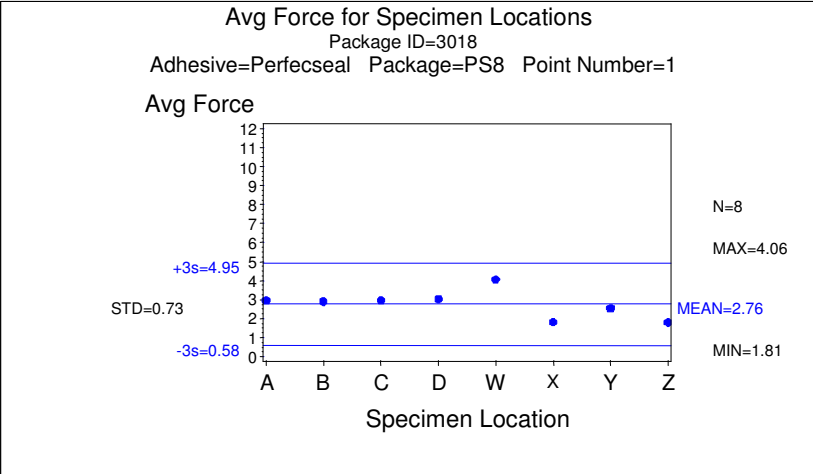 Avg Force for Specimen Locations
Package ID=3018
Adhesive=Perfecseal Package=PS8 Point Number=1
Avg Force
12
11
10
9
8
7
6
5
4
3
2
1
0
+3s=4.95
STD=0.73
-3s=0.58
N=8
MAX=4.06
MEAN=2.76
MIN=1.81
A B C D W X Y Z
Specimen Location